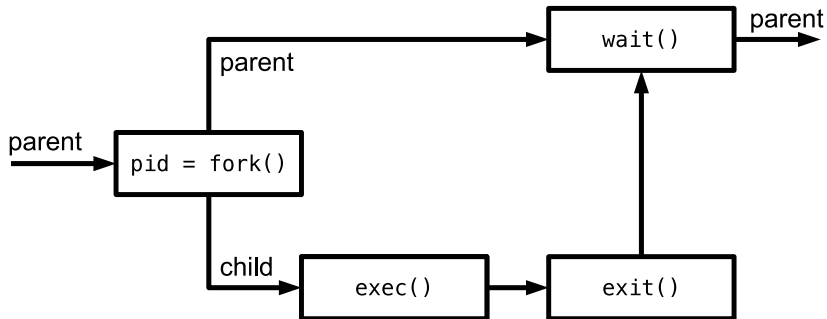 parent
pid = fork()
parent
wait()
parent
child
exec()
exit()